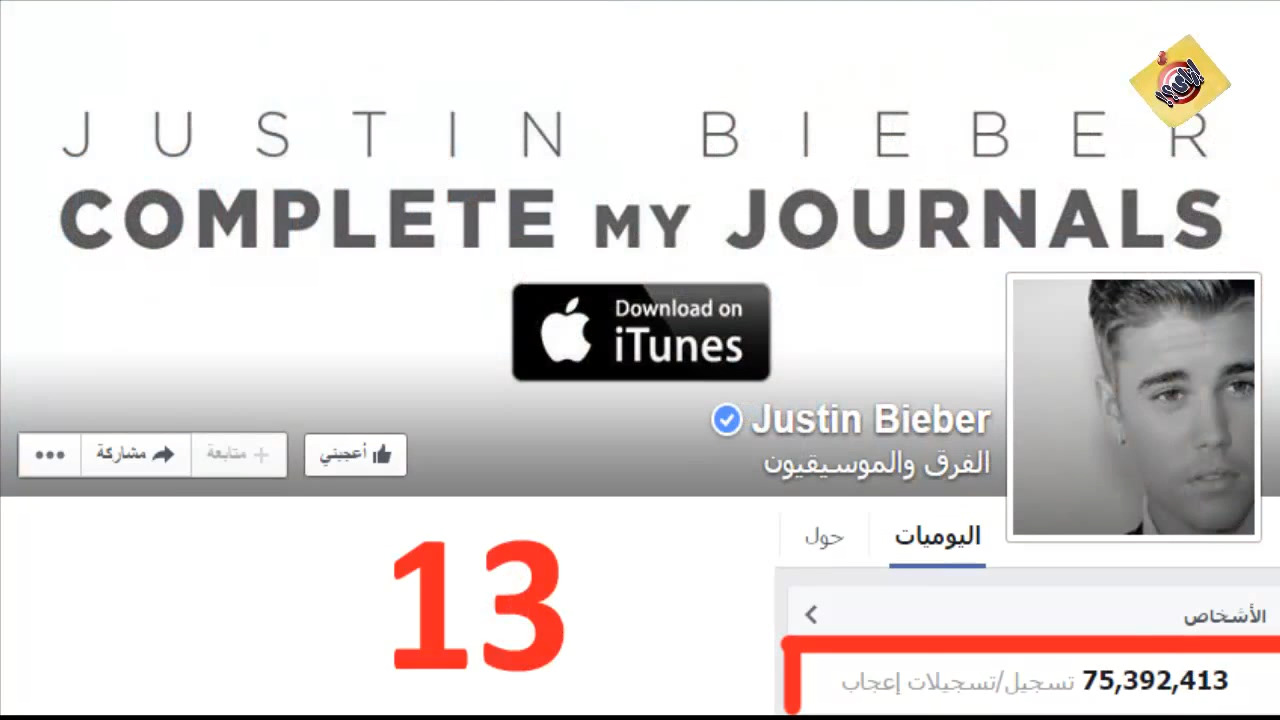 JUSTIN BIEBER
COMPLETE MY JOURNALS
Download on
iTunes
Justin Bieber
الفرق والموسيقيون
أعجبني
متابعة
مشاركة
اليوميات
حول
13
الأشخاص
75,392,413 تسجيل/تسجيلات إعجاب